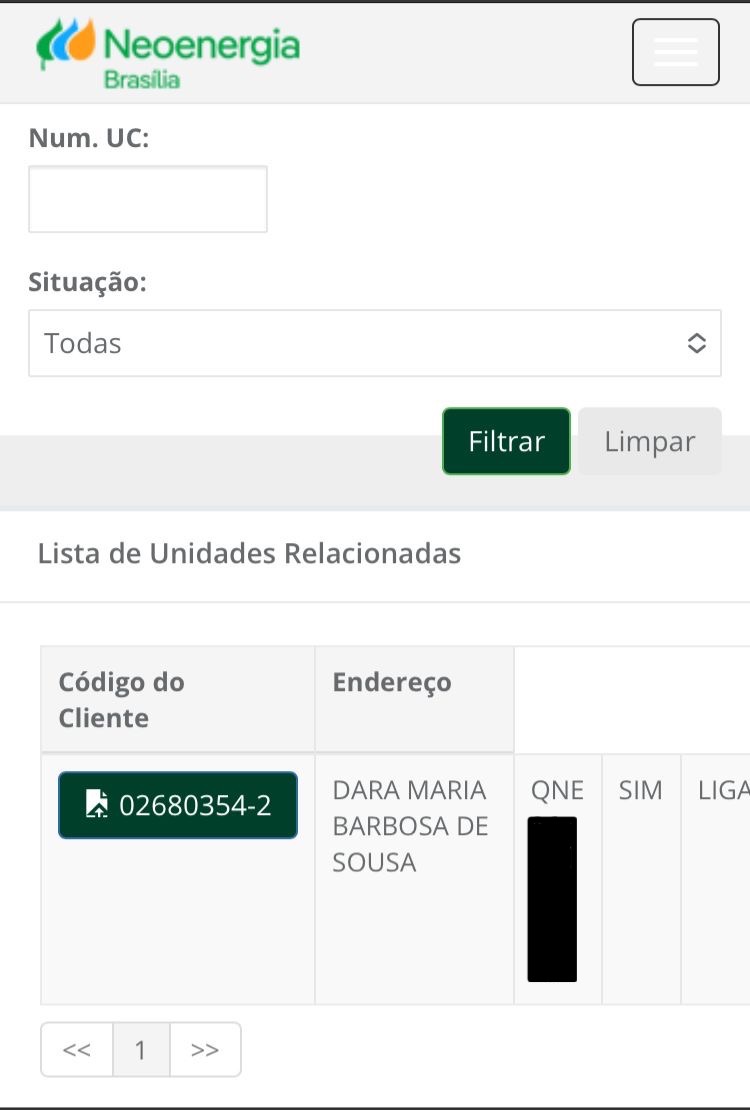 Neoenergia
Brasília
Num. UC:
Situação:
Todas
Filtrar
Limpar
Lista de Unidades Relacionadas
Código do
Cliente
Endereço
02680354-2
DARA MARIA
BARBOSA DE
SOUSA
QNE
SIM
LIGA
<<
1
>>